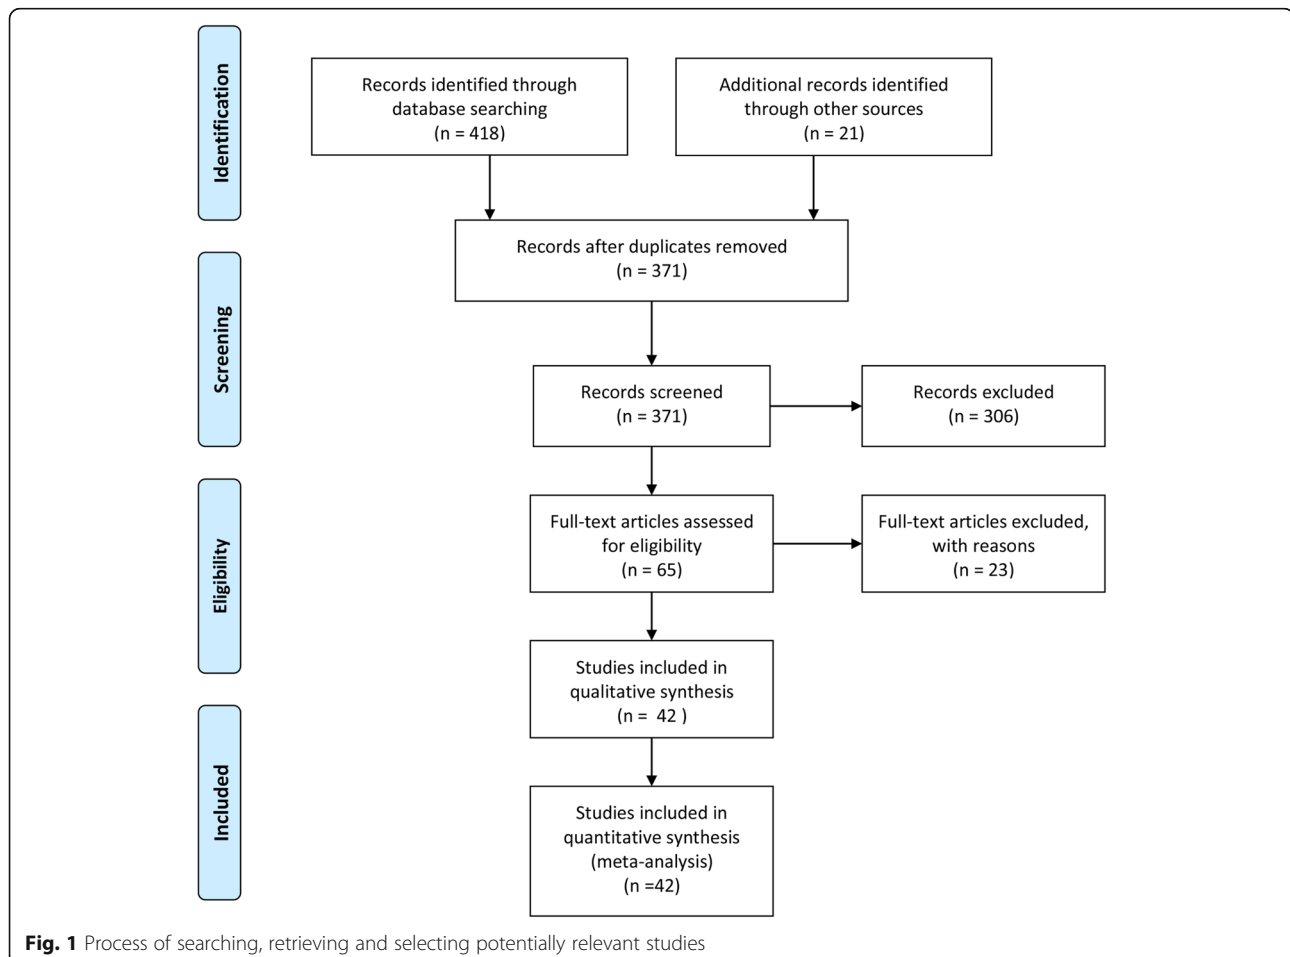 Identification
Records identified through
database searching
(n = 418)
Additional records identified
through other sources
(n = 21)
Records after duplicates removed
(n = 371)
Screening
Records screened
(n = 371)
Records excluded
(n = 306)
Eligibility
Full-text articles assessed
for eligibility
(n = 65)
Full-text articles excluded,
with reasons
(n = 23)
Studies included in
qualitative synthesis
(n = 42 )
Included
Studies included in
quantitative synthesis
(meta-analysis)
(n =42)
Fig. 1 Process of searching, retrieving and selecting potentially relevant studies